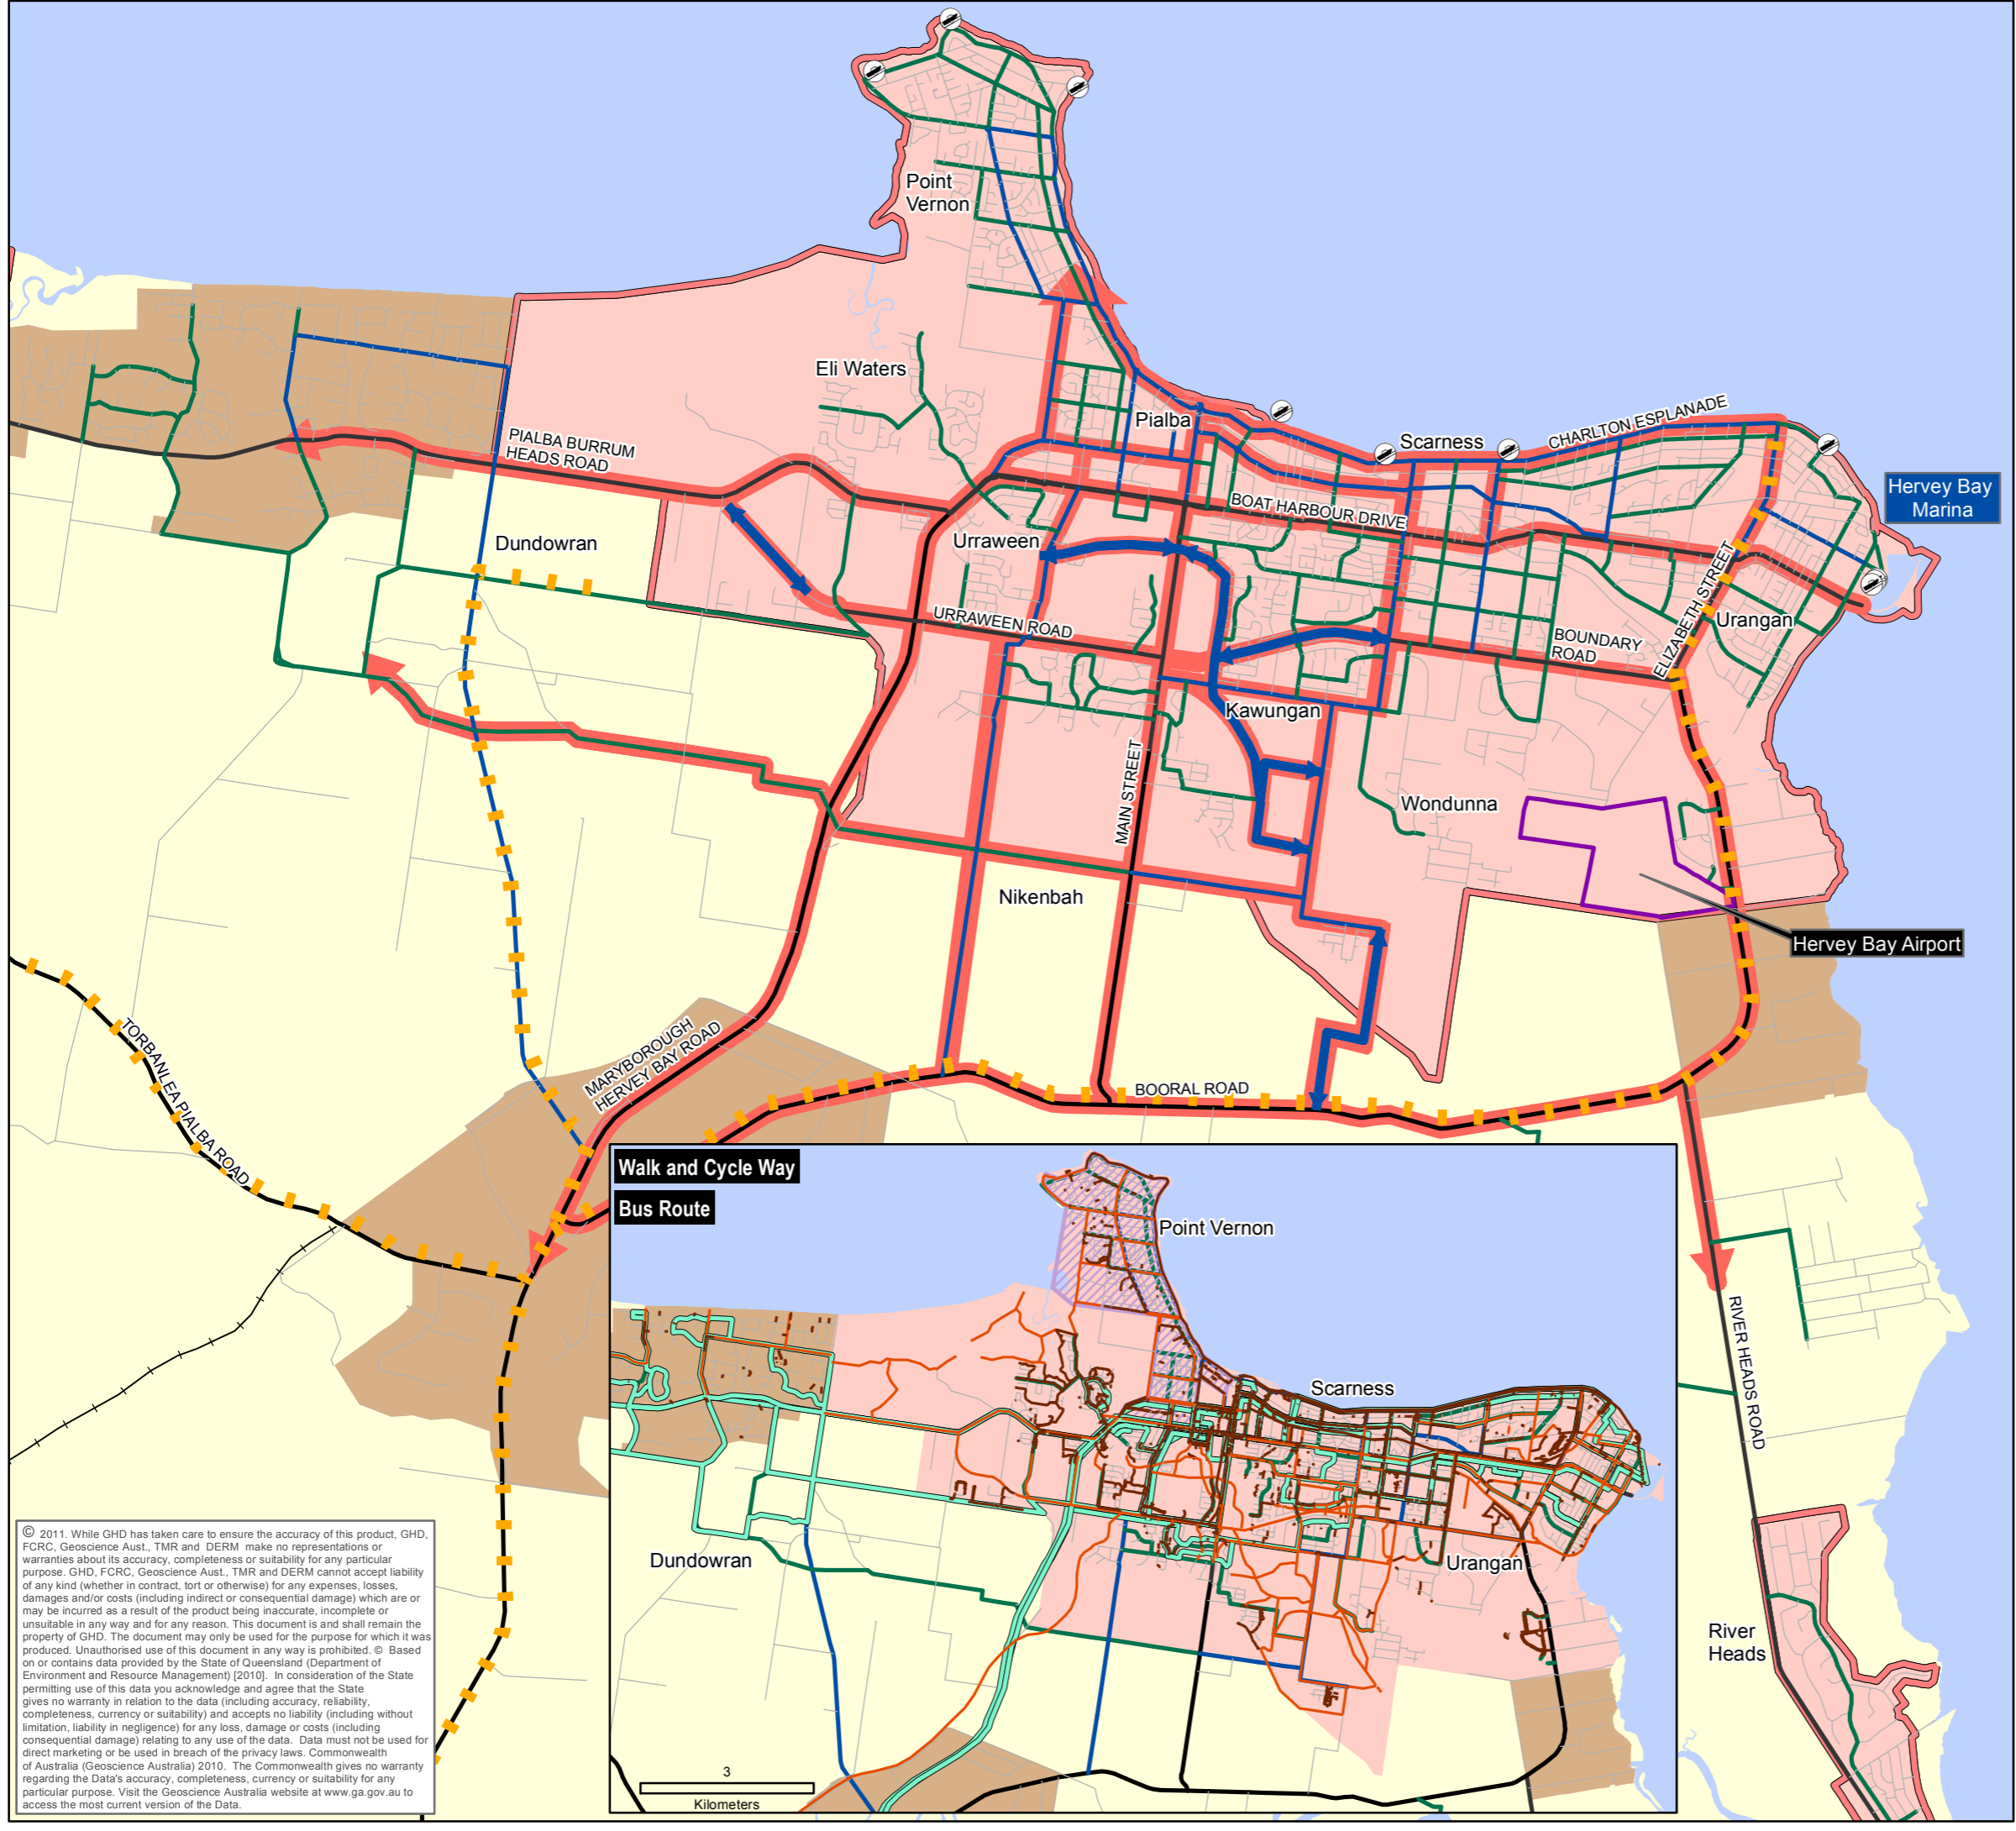 Point
Vernon
Eli Waters
Pialba
Scarness
CHARLTON ESPLANADE
PIALBA BURRUM
HEADS ROAD
Hervey Bay
Marina
BOAT HARBOUR DRIVE
Dundowran
Urraween
URRAWEEN ROAD
ELIZABETH STREET
Urangan
BOUNDARY
ROAD
Kawungan
MAIN STREET
Wondunna
Nikenbah
Hervey Bay Airport
TORBANLEA PIALBA ROAD
MARYBOROUGH
HERVEY BAY ROAD
BOORAL ROAD
RIVER HEADS ROAD
River
Heads
Walk and Cycle Way
Bus Route
Point Vernon
Scarness
Dundowran
Urangan
3
Kilometers
© 2011. While GHD has taken care to ensure the accuracy of this product, GHD,
FCRC, Geoscience Aust., TMR and DERM make no representations or
warranties about its accuracy, completeness or suitability for any particular
purpose. GHD, FCRC, Geoscience Aust., TMR and DERM cannot accept liability
of any kind (whether in contract, tort or otherwise) for any expenses, losses,
damages and/or costs (including indirect or consequential damage) which are or
may be incurred as a result of the product being inaccurate, incomplete or
unsuitable in any way and for any reason. This document is and shall remain the
property of GHD. The document may only be used for the purpose for which it was
produced. Unauthorised use of this document in any way is prohibited. © Based
on or contains data provided by the State of Queensland (Department of
Environment and Resource Management) [2010]. In consideration of the State
permitting use of this data you acknowledge and agree that the State
gives no warranty in relation to the data (including accuracy, reliability,
completeness, currency or suitability) and accepts no liability (including without
limitation, liability in negligence) for any loss, damage or costs (including
consequential damage) relating to any use of the data. Data must not be used for
direct marketing or be used in breach of the privacy laws. Commonwealth
of Australia (Geoscience Australia) 2010. The Commonwealth gives no warranty
regarding the Data's accuracy, completeness, currency or suitability for any
particular purpose. Visit the Geoscience Australia website at www.ga.gov.au to
access the most current version of the Data.